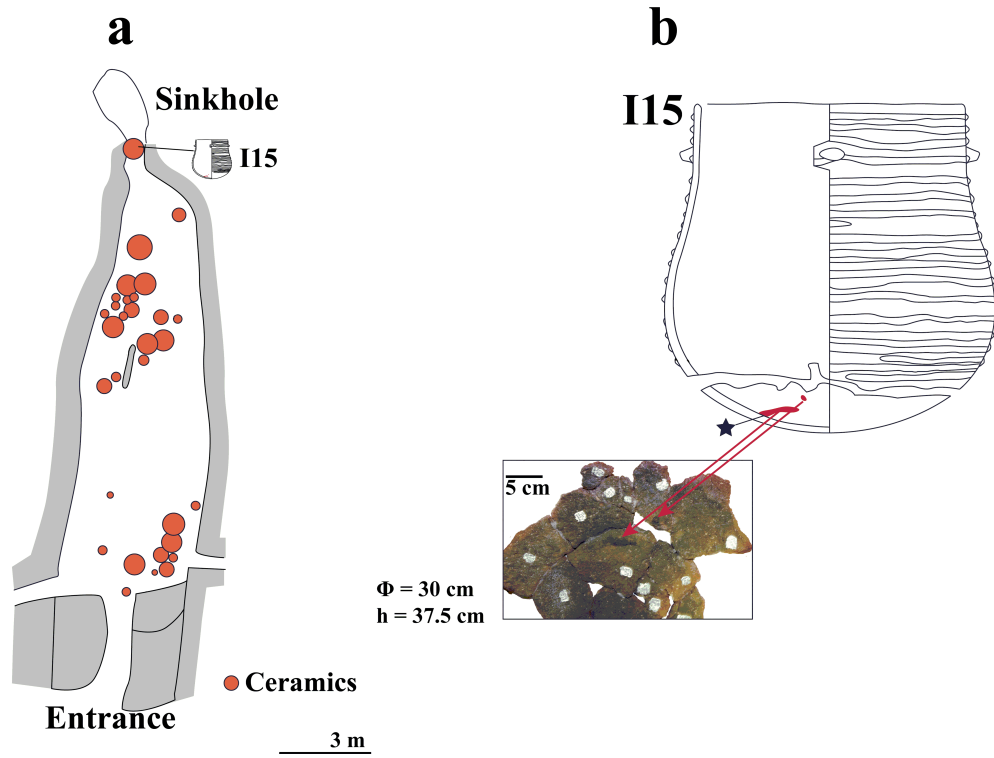 a
Sinkhole
I15
Ceramics
Entrance
3 m
b
I15
5 cm
Φ = 30 cm
h = 37.5 cm